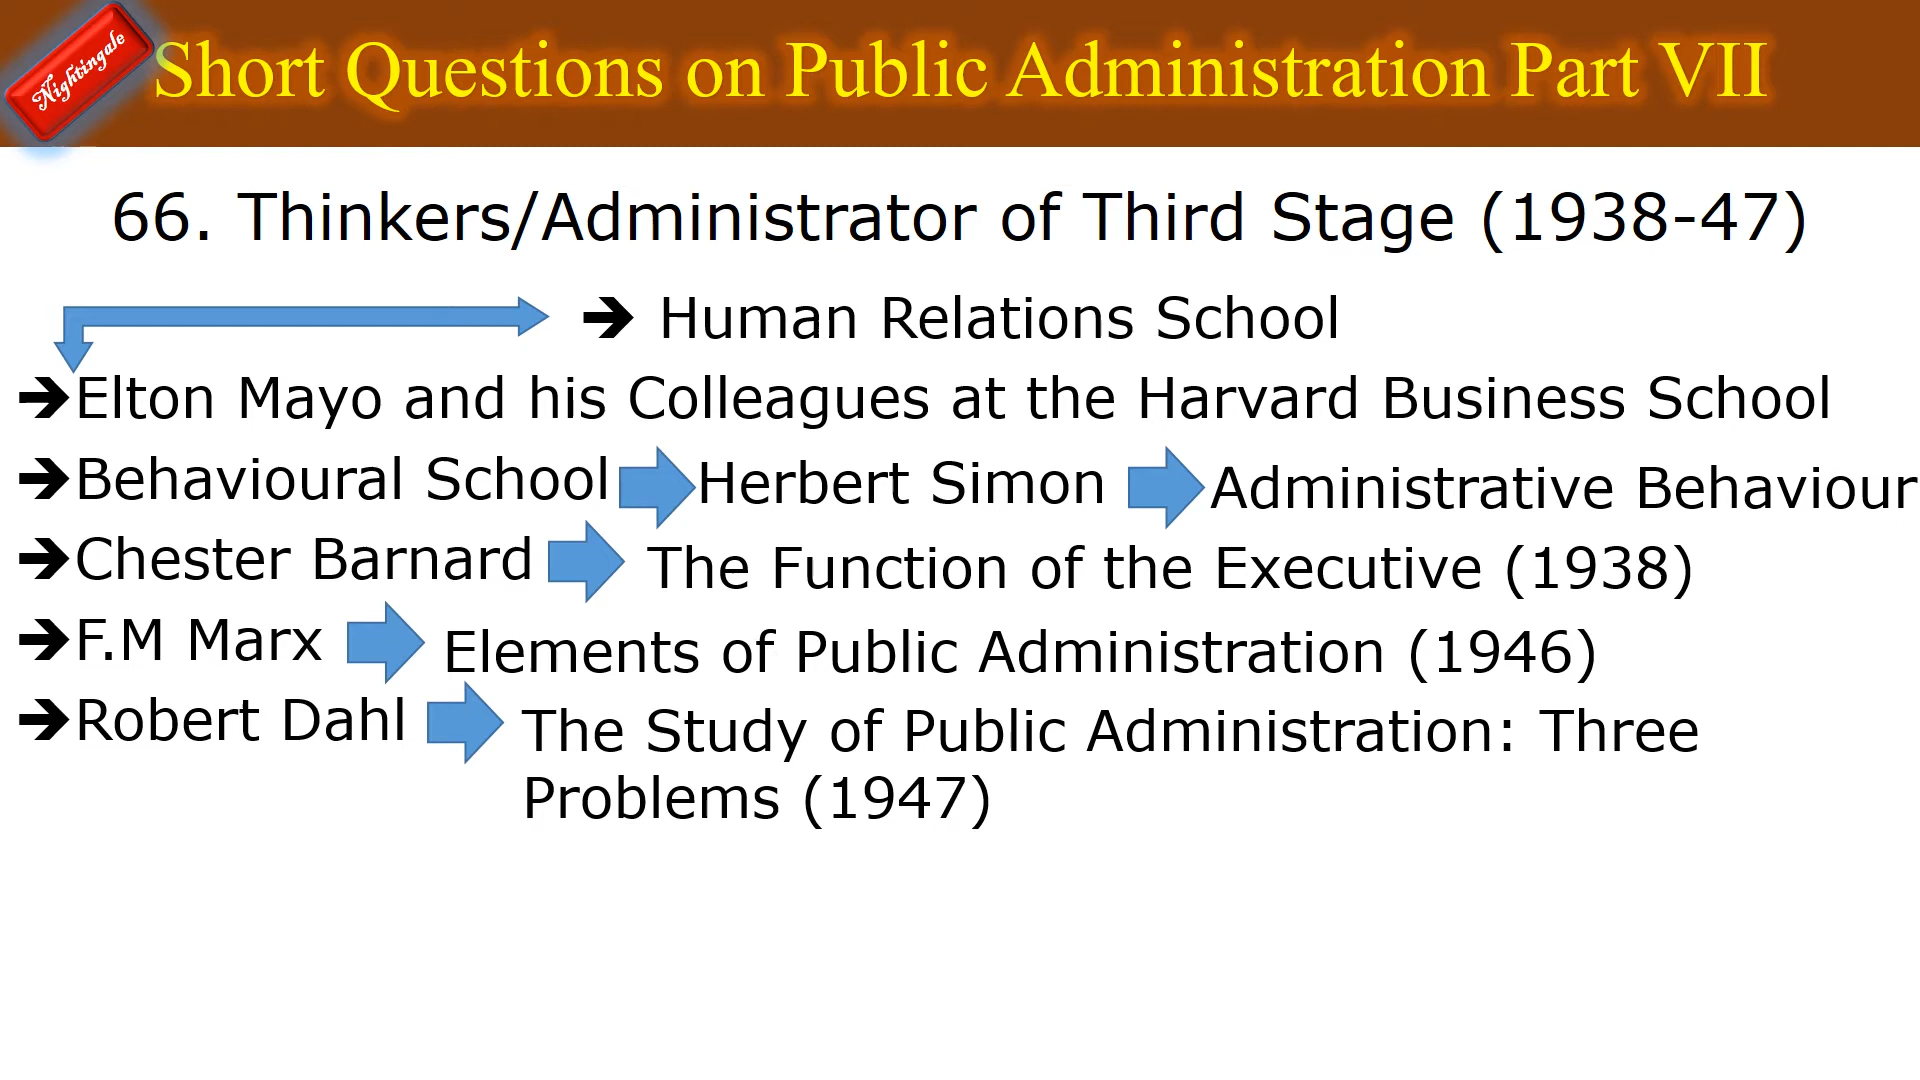 Nightingale
Short Questions on Public Administration Part VII
66. Thinkers/Administrator of Third Stage (1938-47)
➔ Human Relations School
➔Elton Mayo and his Colleagues at the Harvard Business School
➔Behavioural School Herbert Simon Administrative Behaviour
➔Chester Barnard The Function of the Executive (1938)
➔F.M Marx Elements of Public Administration (1946)
➔Robert Dahl The Study of Public Administration: Three
Problems (1947)